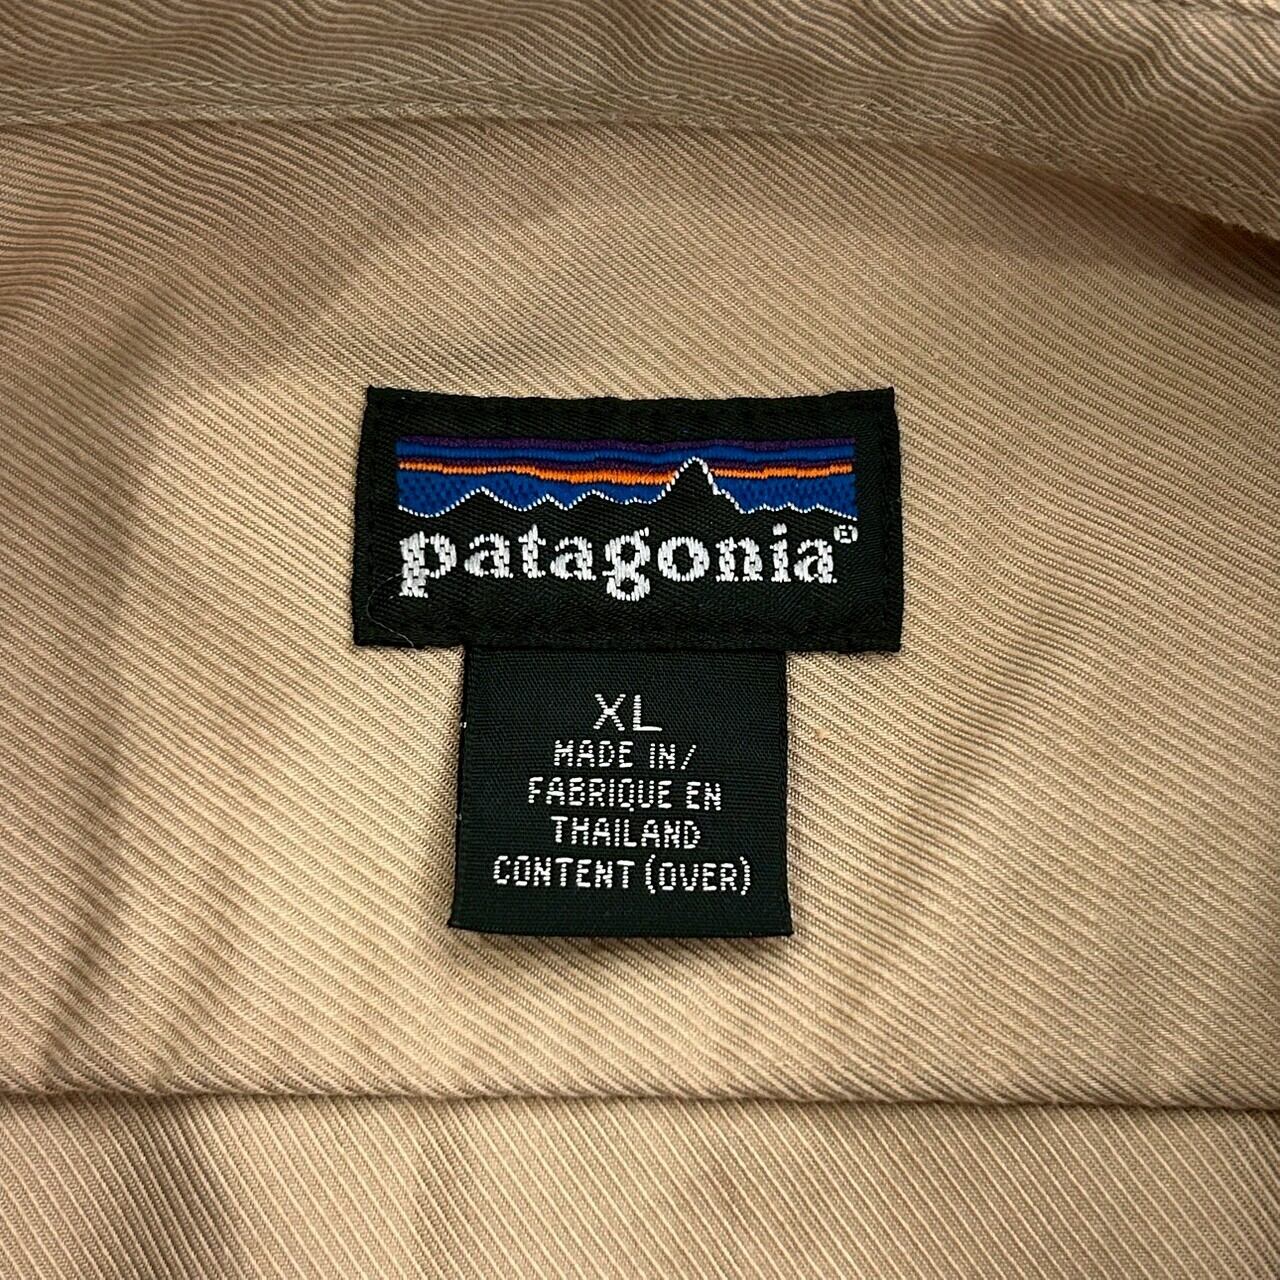 patagonia®
XL
MADE IN/
FABRIQUE EN
THAILAND
CONTENT (OVER)